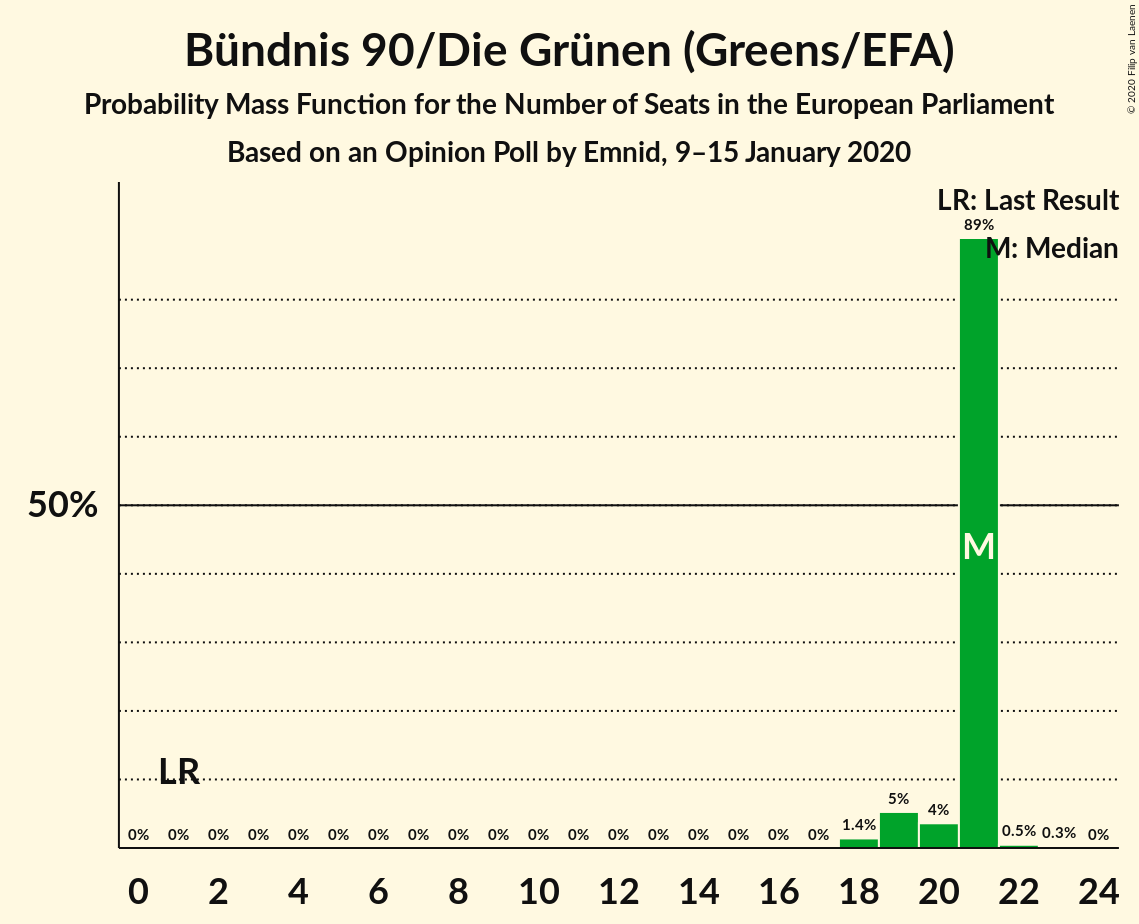 Bündnis 90/Die Grünen (Greens/EFA)
Probability Mass Function for the Number of Seats in the European Parliament
Based on an Opinion Poll by Emnid, 9–15 January 2020
© 2020 Filip van Laenen
LR: Last Result
M: Median
89%
50%
M
LR
0% 0% 0% 0% 0% 0% 0% 0% 0% 0% 0% 0% 0% 0% 0% 0% 0% 0% 1.4% 5% 4% 0.5% 0.3% 0%
0 2 4 6 8 10 12 14 16 18 20 22 24